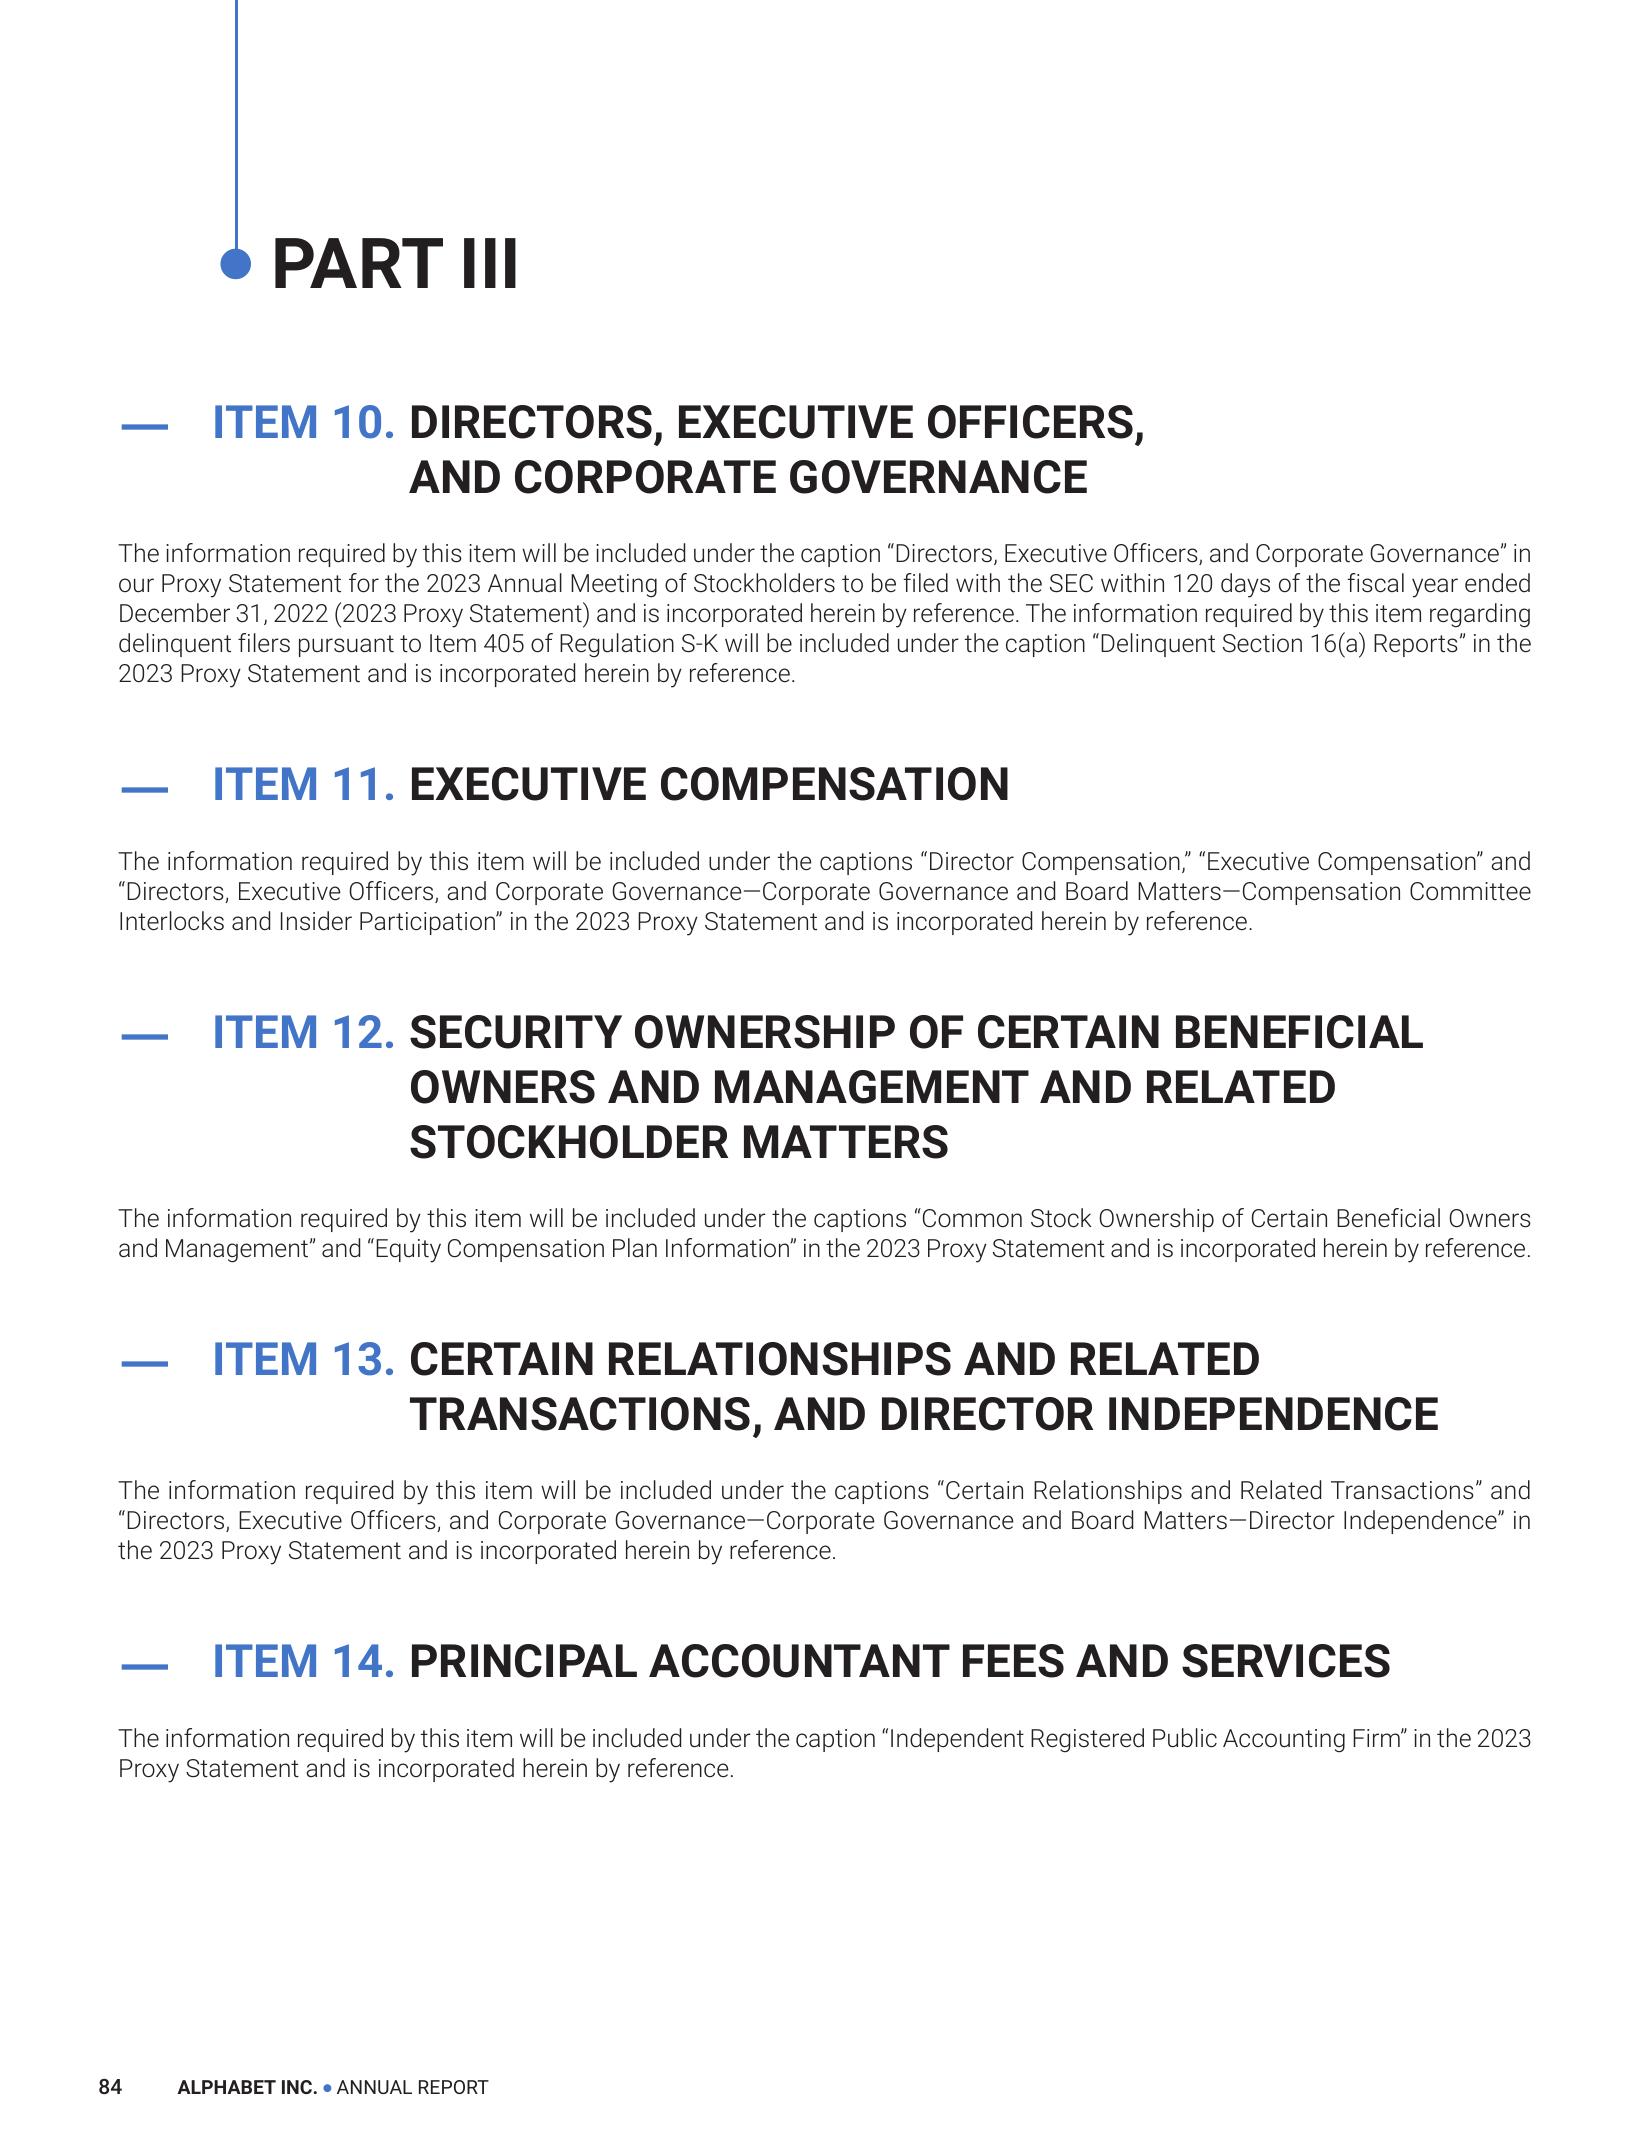 PART III
— ITEM 10. DIRECTORS, EXECUTIVE OFFICERS,
AND CORPORATE GOVERNANCE
The information required by this item will be included under the caption “Directors, Executive Officers, and Corporate Governance” in
our Proxy Statement for the 2023 Annual Meeting of Stockholders to be filed with the SEC within 120 days of the fiscal year ended
December 31, 2022 (2023 Proxy Statement) and is incorporated herein by reference. The information required by this item regarding
delinquent filers pursuant to Item 405 of Regulation S-K will be included under the caption “Delinquent Section 16(a) Reports” in the
2023 Proxy Statement and is incorporated herein by reference.
— ITEM 11. EXECUTIVE COMPENSATION
The information required by this item will be included under the captions “Director Compensation,” “Executive Compensation” and
“Directors, Executive Officers, and Corporate Governance—Corporate Governance and Board Matters—Compensation Committee
Interlocks and Insider Participation” in the 2023 Proxy Statement and is incorporated herein by reference.
— ITEM 12. SECURITY OWNERSHIP OF CERTAIN BENEFICIAL
OWNERS AND MANAGEMENT AND RELATED
STOCKHOLDER MATTERS
The information required by this item will be included under the captions “Common Stock Ownership of Certain Beneficial Owners
and Management” and “Equity Compensation Plan Information” in the 2023 Proxy Statement and is incorporated herein by reference.
— ITEM 13. CERTAIN RELATIONSHIPS AND RELATED
TRANSACTIONS, AND DIRECTOR INDEPENDENCE
The information required by this item will be included under the captions “Certain Relationships and Related Transactions” and
“Directors, Executive Officers, and Corporate Governance—Corporate Governance and Board Matters—Director Independence” in
the 2023 Proxy Statement and is incorporated herein by reference.
— ITEM 14. PRINCIPAL ACCOUNTANT FEES AND SERVICES
The information required by this item will be included under the caption “Independent Registered Public Accounting Firm” in the 2023
Proxy Statement and is incorporated herein by reference.
84 ALPHABET INC. • ANNUAL REPORT